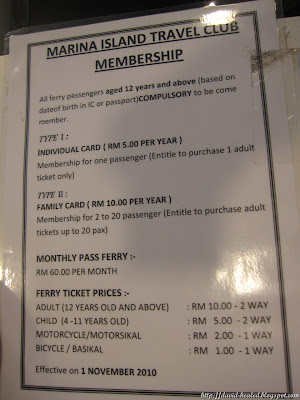 MARINA ISLAND TRAVEL CLUB
MEMBERSHIP
All ferry passengers aged 12 years and above (based on
dateof birth in IC or passport)COMPULSORY to be come
member.
TYPE I :
INDIVIDUAL CARD ( RM 5.00 PER YEAR )
Membership for one passenger (Entitle to purchase 1 adult
ticket only)
TYPE II :
FAMILY CARD ( RM 10.00 PER YEAR )
Membership for 2 to 20 passenger (Entitle to purchase adult
tickets up to 20 pax)
MONTHLY PASS FERRY :-
RM 60.00 PER MONTH
FERRY TICKET PRICES :-
ADULT (12 YEARS OLD AND ABOVE) : RM 10.00 - 2 WAY
CHILD (4 -11 YEARS OLD) : RM 5.00 - 2 WAY
MOTORCYCLE/MOTORSIKAL : RM 2.00 - 1 WAY
BICYCLE / BASIKAL : RM 1.00 - 1 WAY
Effective on 1 NOVEMBER 2010
http://david-healed.blogspot.com